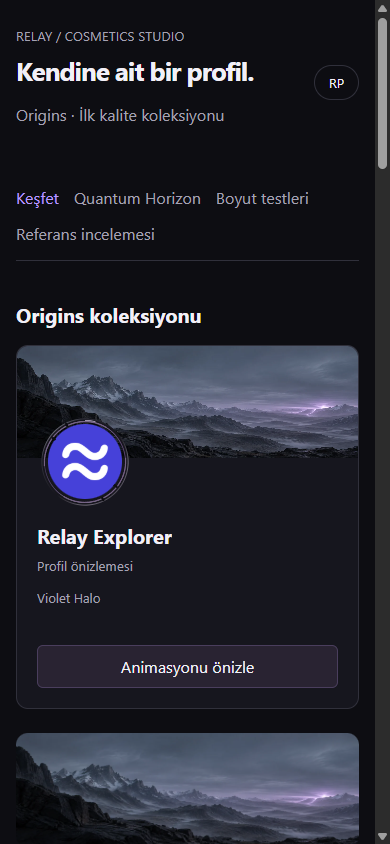 RELAY / COSMETICS STUDIO
Kendine ait bir profil.
RP
Origins · İlk kalite koleksiyonu
Keşfet Quantum Horizon Boyut testleri
Referans incelemesi
Origins koleksiyonu
Relay Explorer
Profil önizlemesi
Violet Halo
Animasyonu önizle